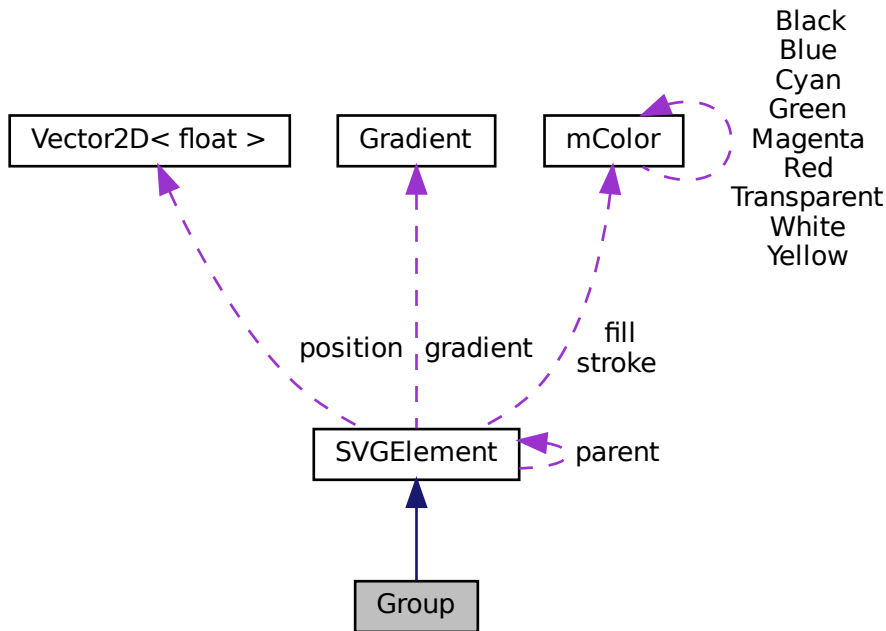 Black
Blue
Cyan
Green
Magenta
Red
Transparent
White
Yellow
Vector2D< float >
Gradient
mColor
position
gradient
fill
stroke
SVGElement
parent
Group